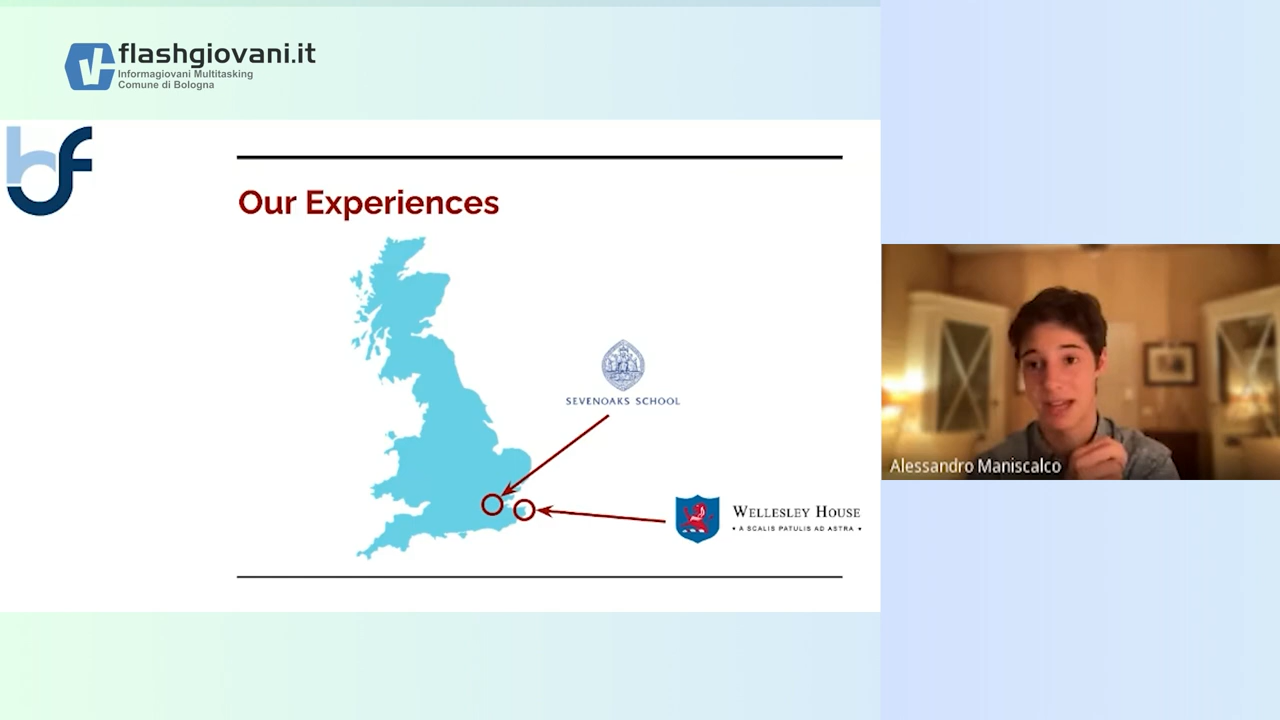 flashgiovani.it
Informagiovani Multitasking
Comune di Bologna
bf
Our Experiences
SEVENOAKS SCHOOL
WELLESLEY HOUSE
• A SCALIS PATULIS AD ASTRA •
Alessandro Maniscalco